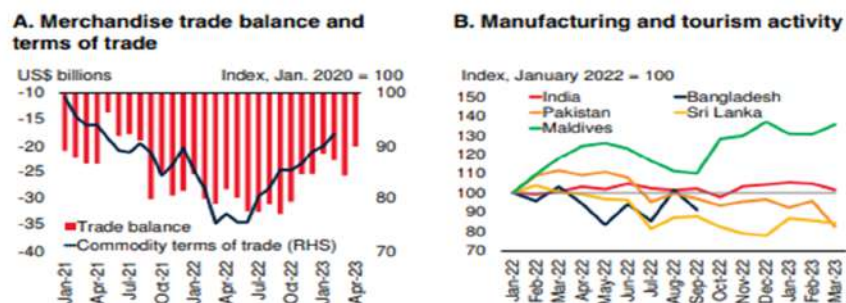 A. Merchandise trade balance and
terms of trade
US$ billions Index, Jan. 2020 = 100
-10
-15
-20
-25
-30
-35
-40
100
90
80
70
Trade balance
Commodity terms of trade (RHS)
Jan-21
Apr-21
Jul-21
Oct-21
Jan-22
Apr-22
Jul-22
Oct-22
Jan-23
Apr-23
B. Manufacturing and tourism activity
Index, January 2022 = 100
150
140
130
120
110
100
90
80
70
India
Bangladesh
Pakistan
Sri Lanka
Maldives
Jan-22
Feb-22
Mar-22
Apr-22
May-22
Jun-22
Jul-22
Aug-22
Sep-22
Oct-22
Nov-22
Dec-22
Jan-23
Feb-23
Mar-23